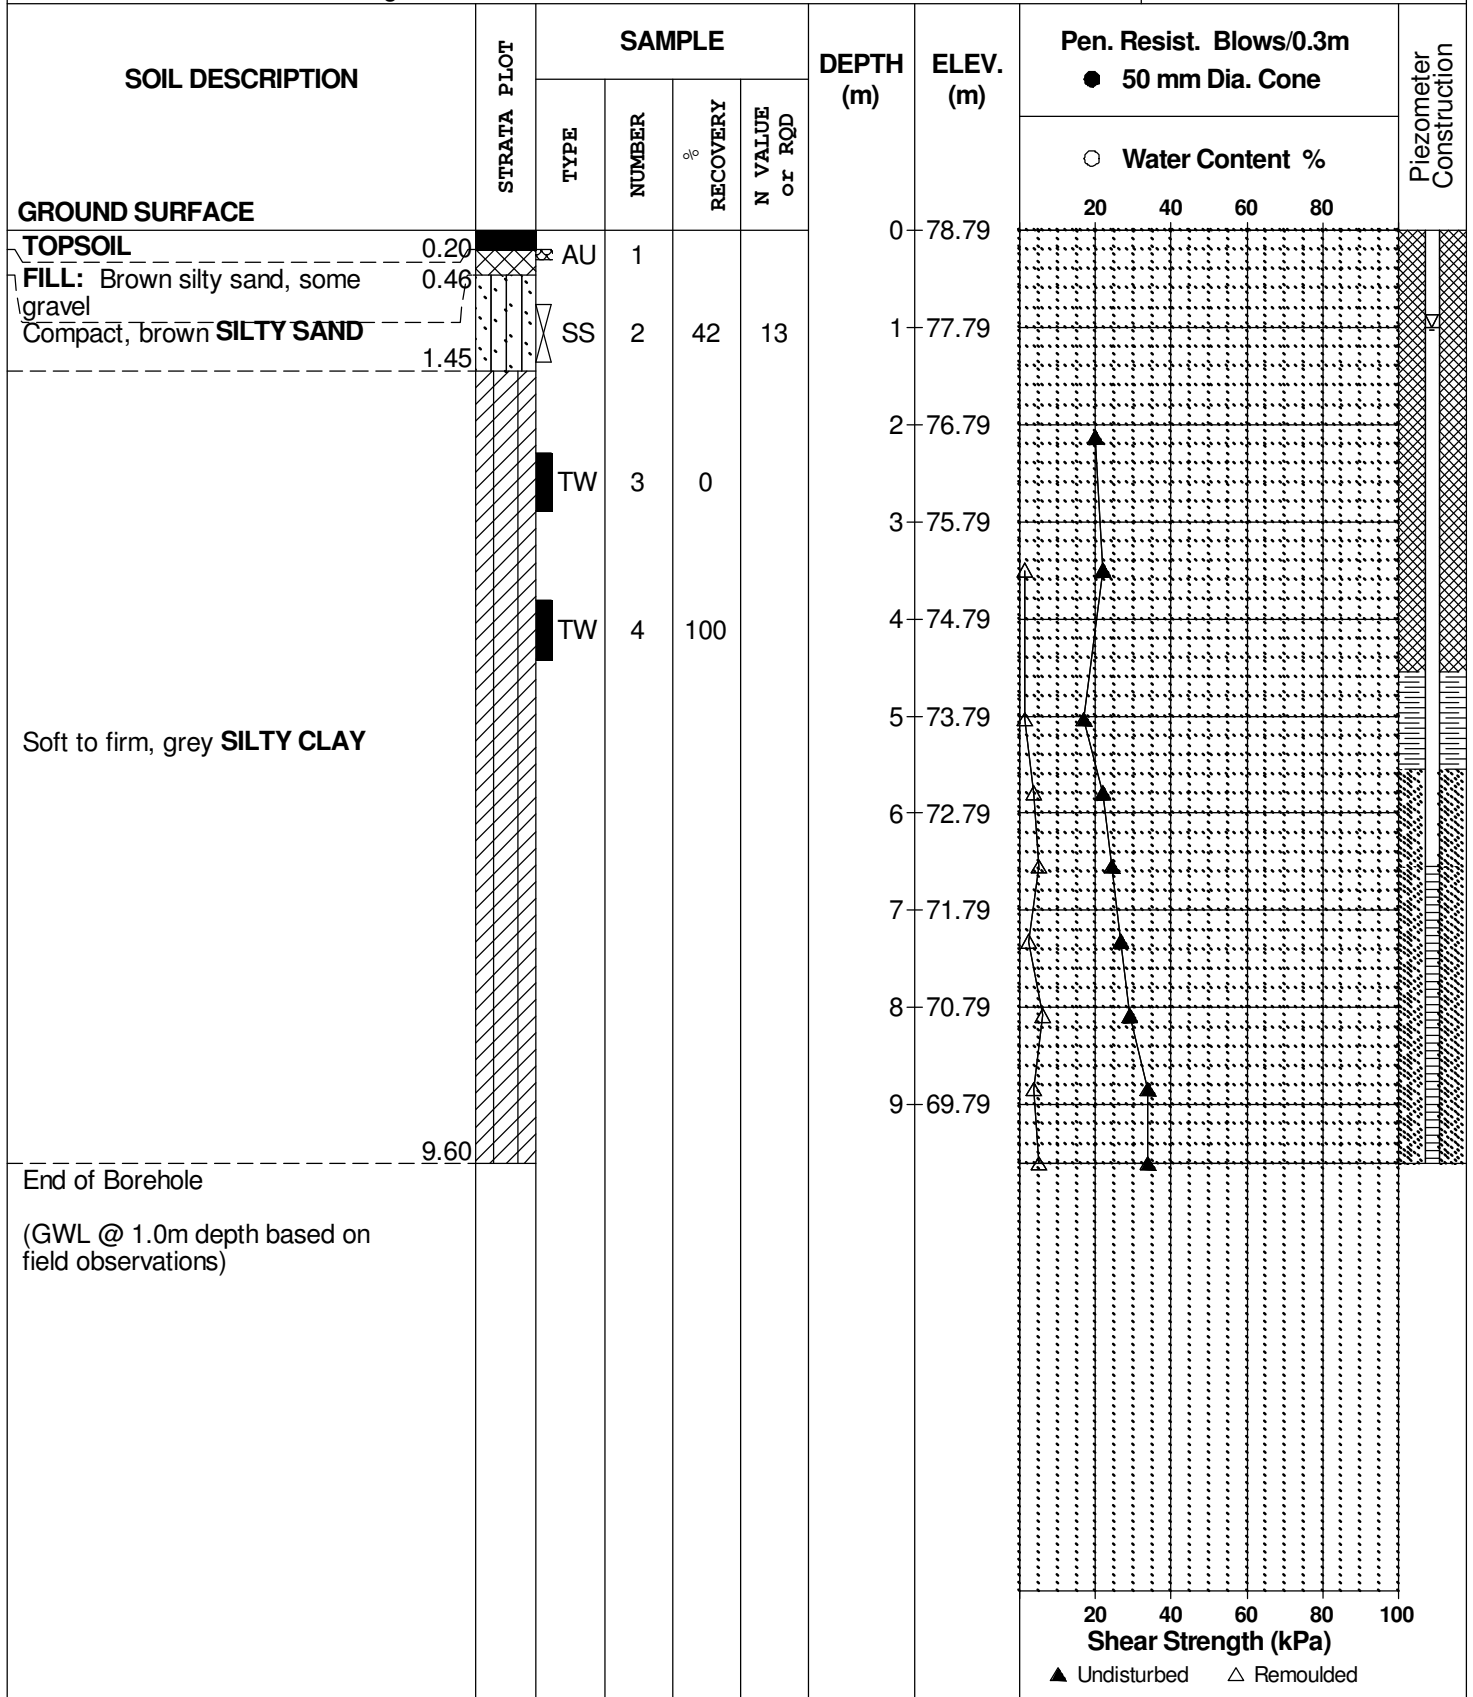 SOIL DESCRIPTION
STRATA PLOT
SAMPLE
TYPE
NUMBER
% RECOVERY
N VALUE or RQD
DEPTH (m)
ELEV. (m)
Pen. Resist. Blows/0.3m
● 50 mm Dia. Cone
○ Water Content %
Piezometer Construction
20 40 60 80
GROUND SURFACE
0 78.79
TOPSOIL 0.20
AU 1
FILL: Brown silty sand, some 0.46
gravel
Compact, brown SILTY SAND
SS 2 42 13
1 77.79
1.45
2 76.79
TW 3 0
3 75.79
TW 4 100
4 74.79
5 73.79
Soft to firm, grey SILTY CLAY
6 72.79
7 71.79
8 70.79
9 69.79
9.60
End of Borehole
(GWL @ 1.0m depth based on
field observations)
20 40 60 80 100
Shear Strength (kPa)
▲ Undisturbed △ Remoulded